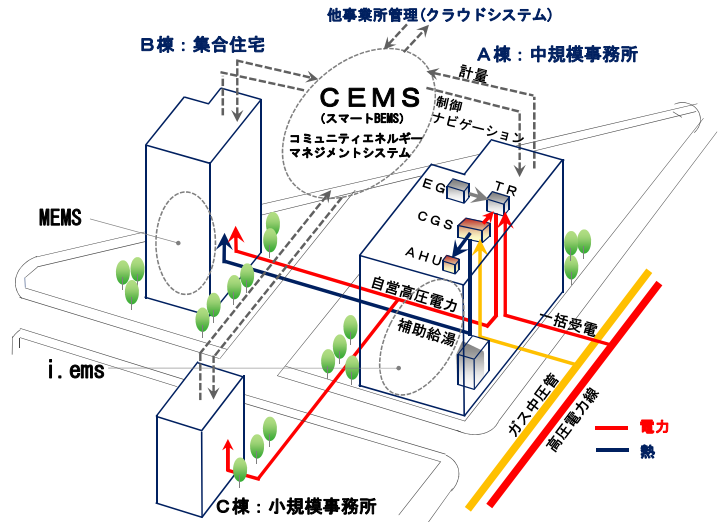 他事業所管理(クラウドシステム)
B棟：集合住宅
A棟：中規模事務所
計量
CEMS
(スマートBEMS)
コミュニティエネルギー
マネジメントシステム
制御
ナビゲーション
EG
TR
CGS
AHU
MEMS
自営高圧電力
補助給湯
一括受電
i.ems
ガス中圧管
高圧電力線
電力
熱
C棟：小規模事務所